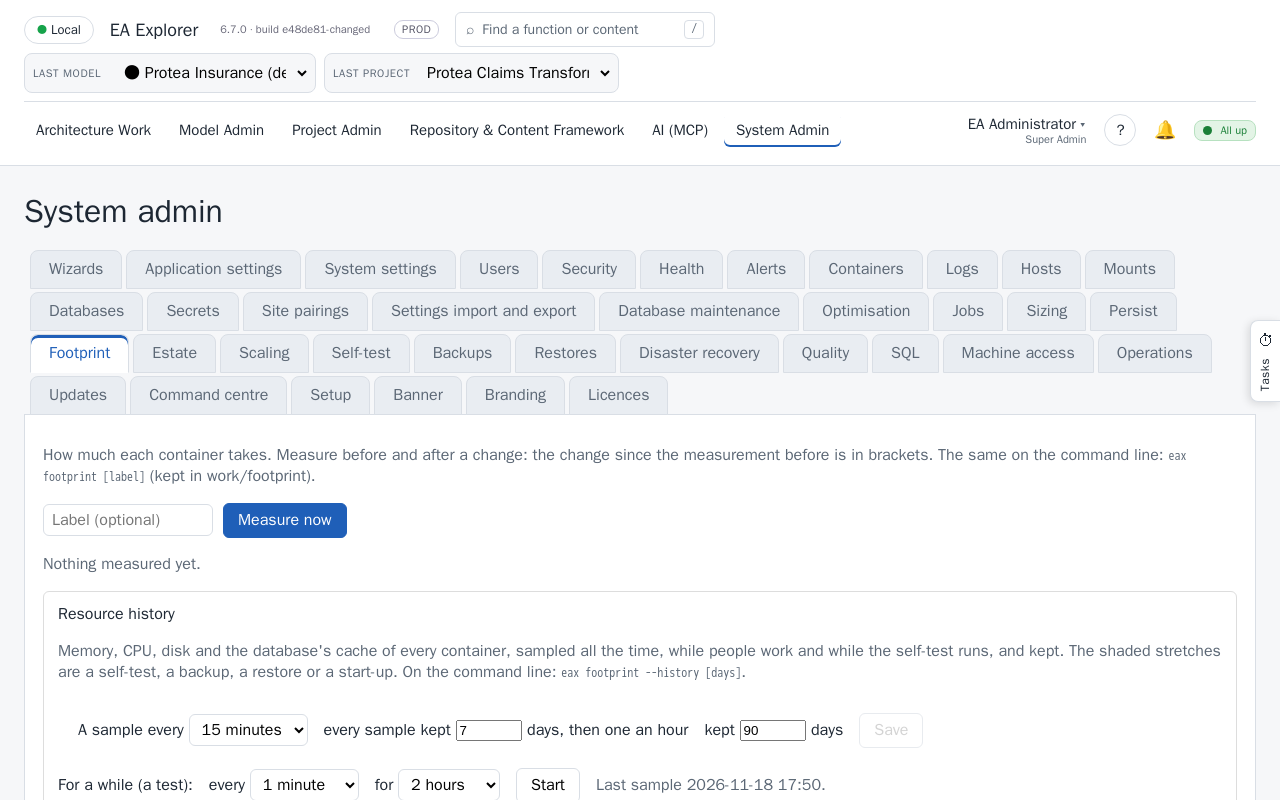 Local
EA Explorer
6.7.0 · build e48de81-changed
PROD
Find a function or content
/
LAST MODEL
Protea Insurance (de
LAST PROJECT
Protea Claims Transforr
Architecture Work
Model Admin
Project Admin
Repository & Content Framework
AI (MCP)
System Admin
EA Administrator
Super Admin
?
All up
System admin
Wizards
Application settings
System settings
Users
Security
Health
Alerts
Containers
Logs
Hosts
Mounts
Databases
Secrets
Site pairings
Settings import and export
Database maintenance
Optimisation
Jobs
Sizing
Persist
Footprint
Estate
Scaling
Self-test
Backups
Restores
Disaster recovery
Quality
SQL
Machine access
Operations
Updates
Command centre
Setup
Banner
Branding
Licences
Tasks
How much each container takes. Measure before and after a change: the change since the measurement before is in brackets. The same on the command line: eax
footprint [label] (kept in work/footprint).
Label (optional)
Measure now
Nothing measured yet.
Resource history
Memory, CPU, disk and the database's cache of every container, sampled all the time, while people work and while the self-test runs, and kept. The shaded stretches
are a self-test, a backup, a restore or a start-up. On the command line: eax footprint --history [days].
A sample every 15 minutes every sample kept 7 days, then one an hour kept 90 days Save
For a while (a test): every 1 minute for 2 hours Start Last sample 2026-11-18 17:50.